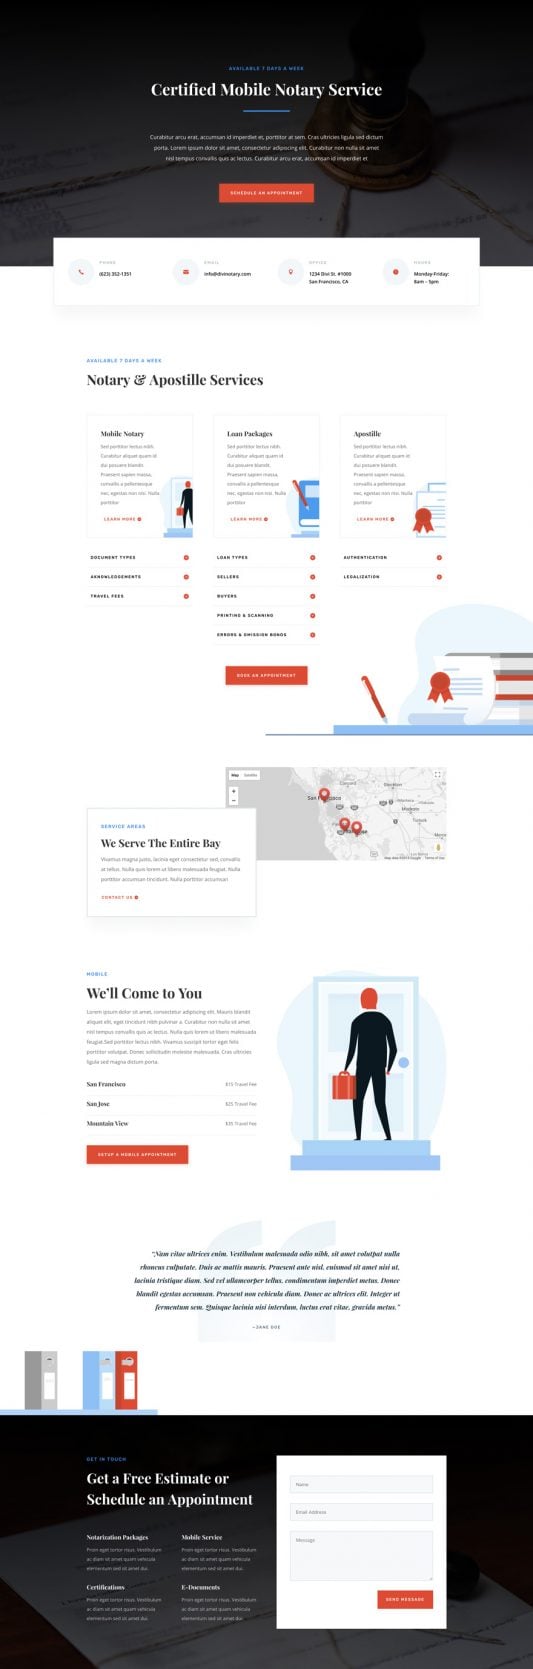 AVAILABLE 7 DAYS A WEEK
Certified Mobile Notary Service
Curabitur arcu erat, accumsan id imperdiet et, porttitor at sem. Cras ultricies ligula sed dictum
porta. Lorem ipsum dolor sit amet, consectetur adipiscing elit. Curabitur non nulla sit amet
nisl tempus convallis quis ac lectus. Curabitur arcu erat, accumsan id imperdiet et
SCHEDULE AN APPOINTMENT
PHONE
(623) 352-1351
EMAIL
info@divinotary.com
OFFICE
1234 Divi St. #1000
San Francisco, CA
HOURS
Monday-Friday:
8am – 5pm
AVAILABLE 7 DAYS A WEEK
Notary & Apostille Services
Mobile Notary
Sed porttitor lectus nibh.
Curabitur aliquet quam id
dui posuere blandit.
Praesent sapien massa,
convallis a pellentesque
nec, egestas non nisi. Nulla
porttitor
LEARN MORE
DOCUMENT TYPES
AKNOWLEDGEMENTS
TRAVEL FEES
Loan Packages
Sed porttitor lectus nibh.
Curabitur aliquet quam id
dui posuere blandit.
Praesent sapien massa,
convallis a pellentesque
nec, egestas non nisi. Nulla
porttitor
LEARN MORE
LOAN TYPES
SELLERS
BUYERS
PRINTING & SCANNING
ERRORS & OMISSION BONDS
Apostille
Sed porttitor lectus nibh.
Curabitur aliquet quam id
dui posuere blandit.
Praesent sapien massa,
convallis a pellentesque
nec, egestas non nisi. Nulla
porttitor
LEARN MORE
AUTHENTICATION
LEGALIZATION
BOOK AN APPOINTMENT
Map Satellite
Concord
Stockton
Modesto
Turlock
Terms of Use
SERVICE AREAS
We Serve The Entire Bay
Vivamus magna justo, lacinia eget consectetur sed, convallis
at tellus. Nulla quis lorem ut libero malesuada feugiat. Nulla
porttitor accumsan tincidunt. Nulla porttitor accumsan
CONTACT US
MOBILE
We'll Come to You
Lorem ipsum dolor sit amet, consectetur adipiscing elit. Mauris blandit
aliquet elit, eget tincidunt nibh pulvinar a. Curabitur non nulla sit amet
nisl tempus convallis quis ac lectus. Nulla quis lorem ut libero malesuada
feugiat.Sed porttitor lectus nibh. Vivamus suscipit tortor eget felis
porttitor volutpat. Donec sollicitudin molestie malesuada. Cras ultricies
ligula sed magna dictum porta.
San Francisco $15 Travel Fee
San Jose $25 Travel Fee
Mountain View $35 Travel Fee
SETUP A MOBILE APPOINTMENT
"Nam vitae ultrices enim. Vestibulum malesuada odio nibh, sit amet volutpat nulla
rhoncus vulputate. Duis ac mattis mauris. Praesent ante nisl, euismod sit amet nisi ut,
lacinia tristique diam. Sed vel ullamcorper tellus, condimentum imperdiet metus. Donec
blandit egestas accumsan. Praesent non vehicula diam. Donec ac ultrices elit. Integer ut
fermentum sem. Quisque lacinia nisi interdum, luctus erat vitae, gravida metus."
–JANE DOE
GET IN TOUCH
Get a Free Estimate or
Schedule an Appointment
Notarization Packages
Proin eget tortor risus. Vestibulum
ac diam sit amet quam vehicula
elementum sed sit amet dui.
Mobile Service
Proin eget tortor risus. Vestibulum
ac diam sit amet quam vehicula
elementum sed sit amet dui.
Certifications
Proin eget tortor risus. Vestibulum
ac diam sit amet quam vehicula
elementum sed sit amet dui.
E-Documents
Proin eget tortor risus. Vestibulum
ac diam sit amet quam vehicula
elementum sed sit amet dui.
Name
Email Address
Message
SEND MESSAGE